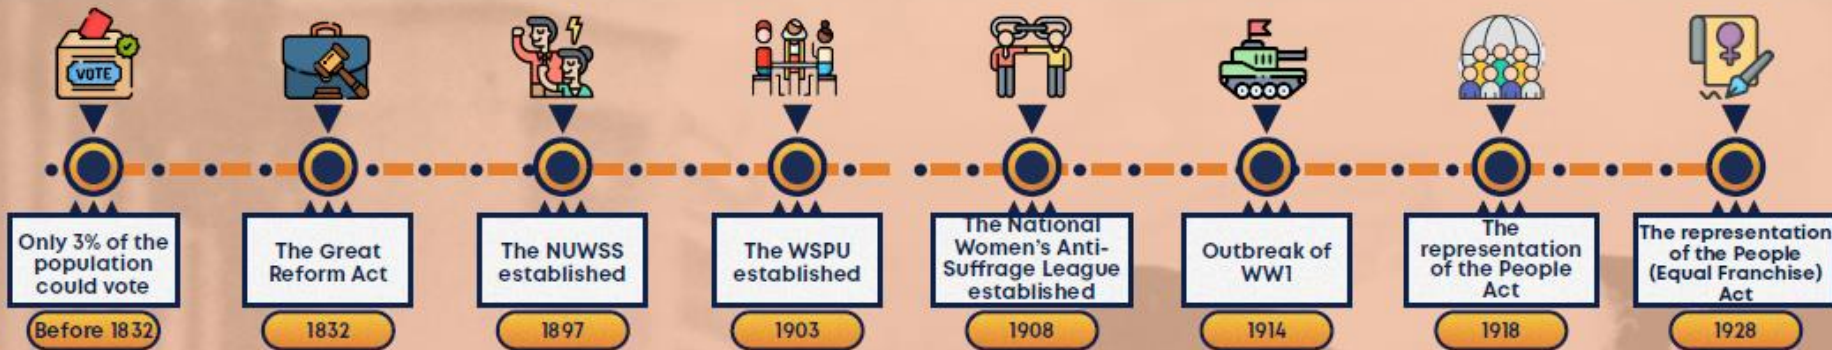 VOTE
Only 3% of the
population
could vote
Before 1832
The Great
Reform Act
1832
The NUWSS
established
1897
The WSPU
established
1903
The National
Women's Anti-
Suffrage League
established
1908
Outbreak of
WW1
1914
The
representation
of the People
Act
1918
The representation
of the People
(Equal Franchise)
Act
1928